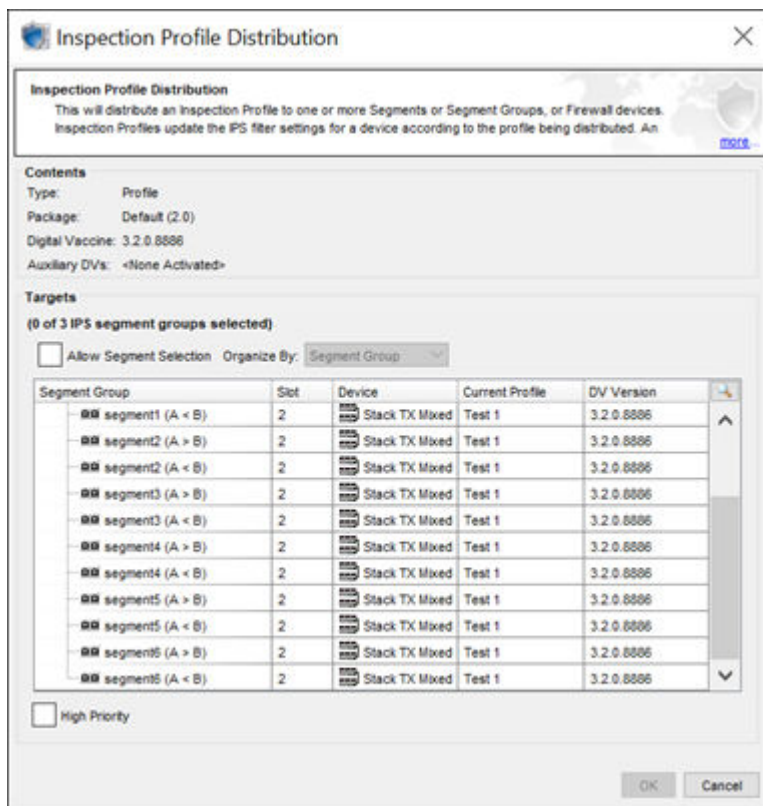 Inspection Profile Distribution
Inspection Profile Distribution
This will distribute an Inspection Profile to one or more Segments or Segment Groups, or Firewall devices.
Inspection Profiles update the IPS filter settings for a device according to the profile being distributed. An
more...
Contents
Type: Profile
Package: Default (2.0)
Digital Vaccine: 3.2.0.8886
Auxiliary DVs: <None Activated>
Targets
(0 of 3 IPS segment groups selected)
Allow Segment Selection Organize By: Segment Group
Segment Group Slot Device Current Profile DV Version
segment1 (A < B) 2 Stack TX Mixed Test 1 3.2.0.8886
segment2 (A > B) 2 Stack TX Mixed Test 1 3.2.0.8886
segment2 (A < B) 2 Stack TX Mixed Test 1 3.2.0.8886
segment3 (A > B) 2 Stack TX Mixed Test 1 3.2.0.8886
segment3 (A < B) 2 Stack TX Mixed Test 1 3.2.0.8886
segment4 (A > B) 2 Stack TX Mixed Test 1 3.2.0.8886
segment4 (A < B) 2 Stack TX Mixed Test 1 3.2.0.8886
segment5 (A > B) 2 Stack TX Mixed Test 1 3.2.0.8886
segment5 (A < B) 2 Stack TX Mixed Test 1 3.2.0.8886
segment6 (A > B) 2 Stack TX Mixed Test 1 3.2.0.8886
segment6 (A < B) 2 Stack TX Mixed Test 1 3.2.0.8886
High Priority
OK Cancel